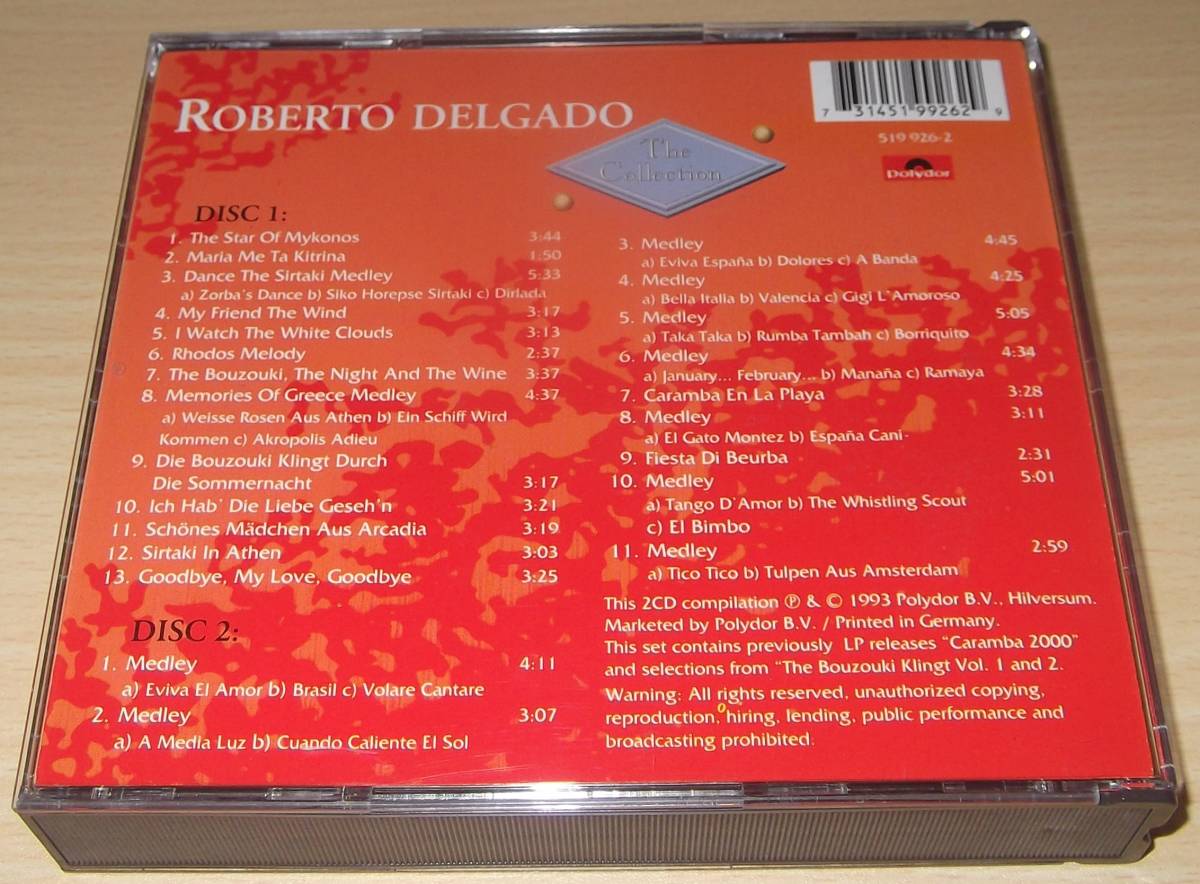 ROBERTO DELGADO
The
Collection
7 31451 99262 9
519 926-2
Polydor
DISC 1:
1. The Star Of Mykonos 3:44
2. Maria Me Ta Kitrina 1:50
3. Dance The Sirtaki Medley 5:33
a) Zorba's Dance b) Siko Horepse Sirtaki c) Dirlada
4. My Friend The Wind 3:17
5. I Watch The White Clouds 3:13
6. Rhodos Melody 2:37
7. The Bouzouki, The Night And The Wine 3:37
8. Memories Of Greece Medley 4:37
a) Weisse Rosen Aus Athen b) Ein Schiff Wird
Kommen c) Akropolis Adieu
9. Die Bouzouki Klingt Durch
Die Sommernacht 3:17
10. Ich Hab' Die Liebe Geseh'n 3:21
11. Schönes Mädchen Aus Arcadia 3:19
12. Sirtaki In Athen 3:03
13. Goodbye, My Love, Goodbye 3:25
DISC 2:
1. Medley 4:11
a) Eviva El Amor b) Brasil c) Volare Cantare
2. Medley 3:07
a) A Media Luz b) Cuando Caliente El Sol
3. Medley 4:45
a) Eviva España b) Dolores c) A Banda
4. Medley 4:25
a) Bella Italia b) Valencia c) Gigi L'Amoroso
5. Medley 5:05
a) Taka Taka b) Rumba Tambah c) Borriquito
6. Medley 4:34
a) January... February... b) Manaña c) Ramaya
7. Caramba En La Playa 3:28
8. Medley 3:11
a) El Gato Montez b) España Cani-
9. Fiesta Di Beurba 2:31
10. Medley 5:01
a) Tango D'Amor b) The Whistling Scout
c) El Bimbo
11. Medley 2:59
a) Tico Tico b) Tulpen Aus Amsterdam
This 2CD compilation ℗ & © 1993 Polydor B.V., Hilversum.
Marketed by Polydor B.V. / Printed in Germany.
This set contains previously LP releases "Caramba 2000"
and selections from "The Bouzouki Klingt Vol. 1 and 2.
Warning: All rights reserved, unauthorized copying,
reproduction, hiring, lending, public performance and
broadcasting prohibited.